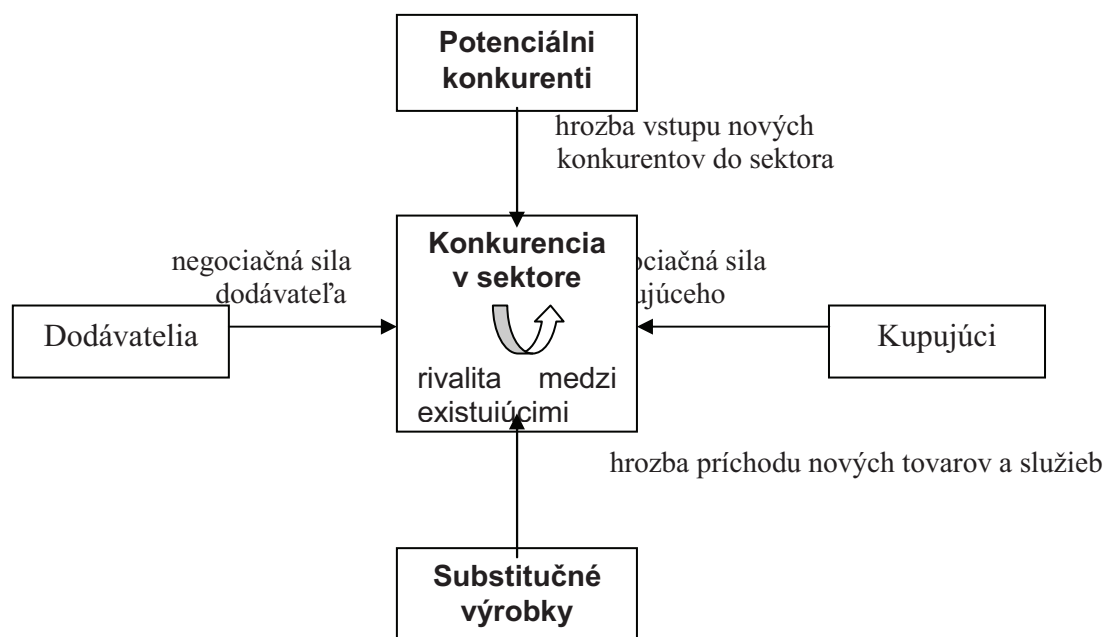 Potenciálni
konkurenti
hrozba vstupu nových
konkurentov do sektora
Konkurencia
v sektore
negociačná sila
dodávateľa
ociačná sila
ujúceho
Dodávatelia
Kupujúci
rivalita medzi
existuiúcimi
hrozba príchodu nových tovarov a služieb
Substitučné
výrobky